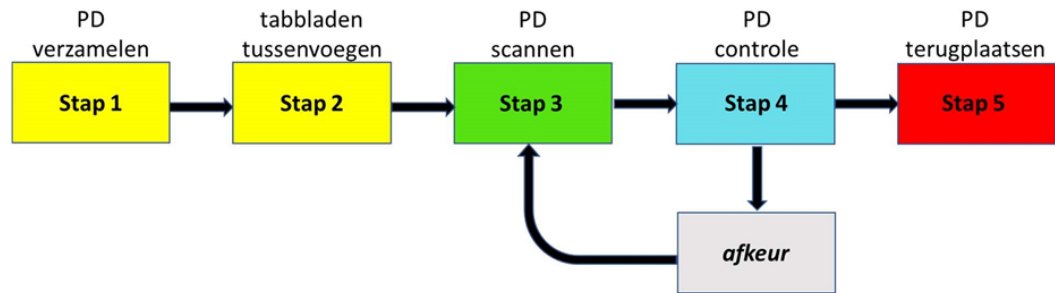 PD
verzamelen
tabbladen
tussenvoegen
PD
scannen
PD
controle
PD
terugplaatsen
Stap 1
Stap 2
Stap 3
Stap 4
Stap 5
afkeur